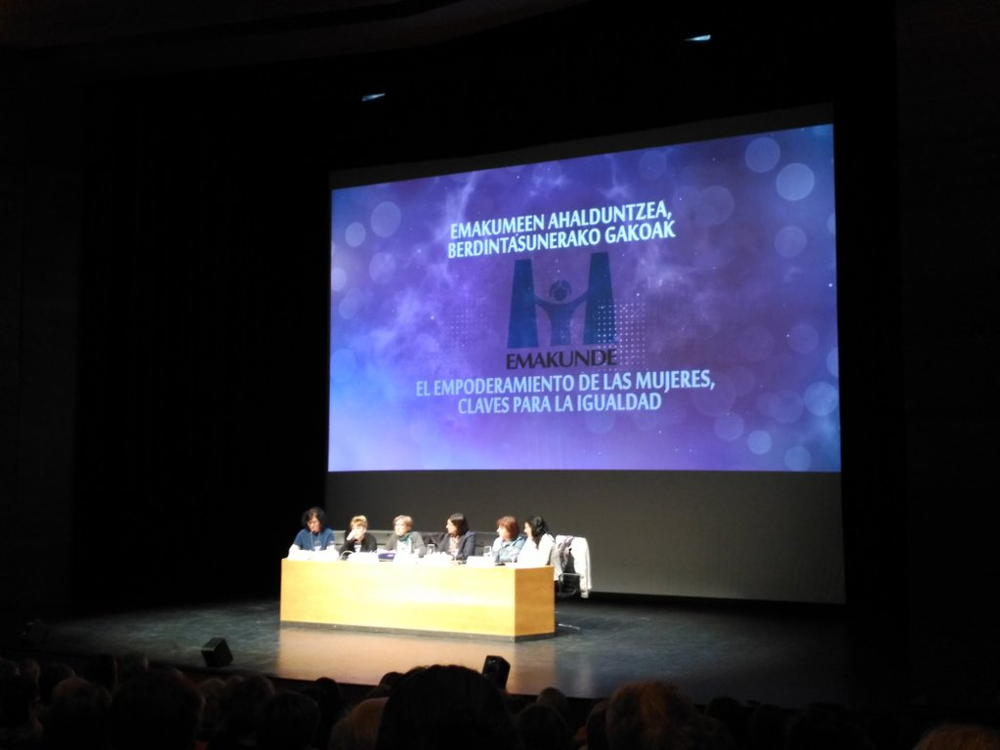 EMAKUMEEN AHALDUNTZEA,
BERDINTASUNERAKO GAKOAK
EMAKUNDE
EL EMPODERAMIENTO DE LAS MUJERES,
CLAVES PARA LA IGUALDAD